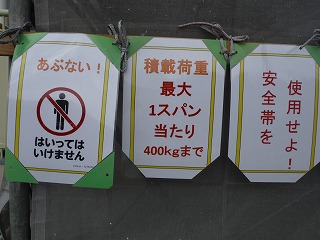 あぶない！
はいっては
いけません
積載荷重
最大
1スパン
当たり
400kgまで
使用せよ！
安全帯を